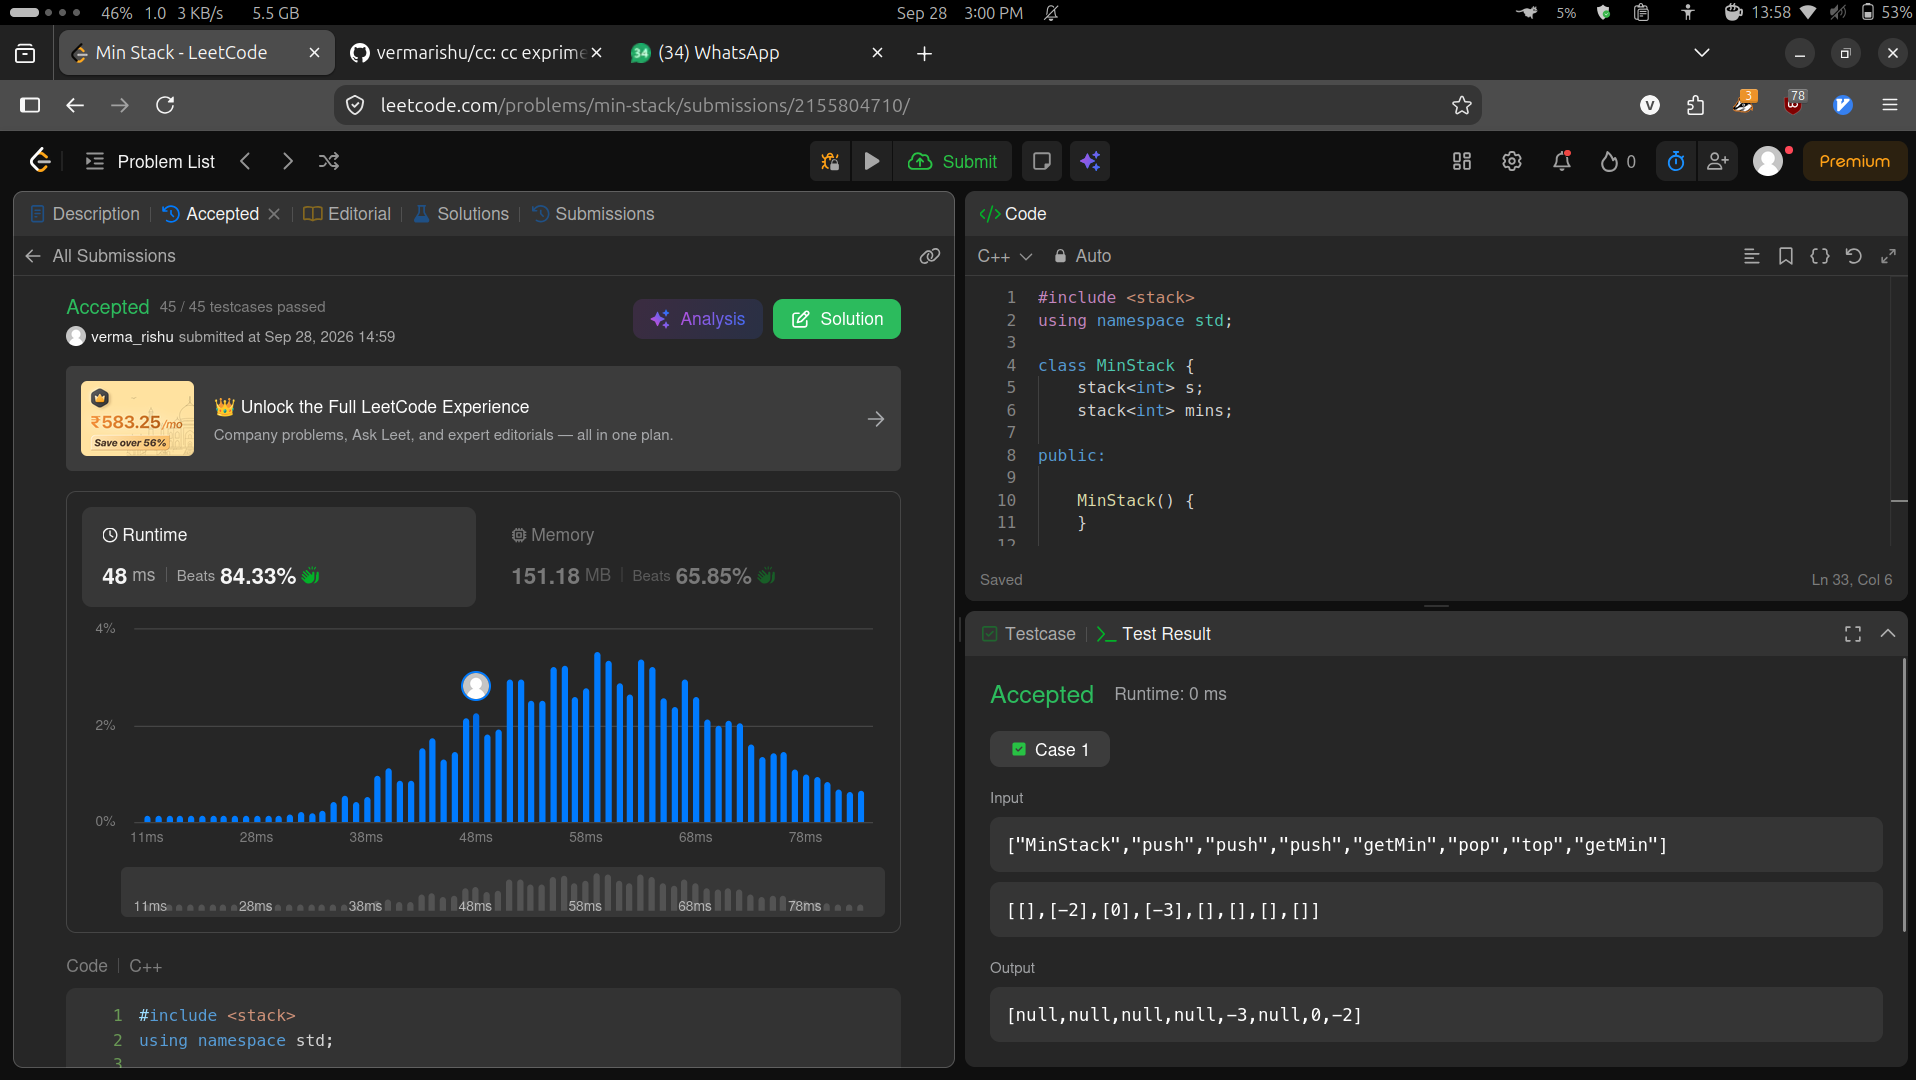 46% 1.0 3 KB/s 5.5 GB Sep 28 3:00 PM 5% 13:58 53%
Min Stack - LeetCode vermarishu/cc: cc exprime (34) WhatsApp
leetcode.com/problems/min-stack/submissions/2155804710/ V 3 78
Problem List Submit 0 Premium
Description Accepted Editorial Solutions Submissions
All Submissions
Accepted 45 / 45 testcases passed
verma_rishu submitted at Sep 28, 2026 14:59
Analysis Solution
₹583.25/mo
Save over 56%
Unlock the Full LeetCode Experience
Company problems, Ask Leet, and expert editorials — all in one plan.
Runtime
48 ms Beats 84.33%
Memory
151.18 MB Beats 65.85%
4%
2%
0%
11ms 28ms 38ms 48ms 58ms 68ms 78ms
11ms 28ms 38ms 48ms 58ms 68ms 78ms
Code C++
1 #include <stack>
2 using namespace std;
3
</> Code
C++ Auto
1 #include <stack>
2 using namespace std;
3
4 class MinStack {
5 stack<int> s;
6 stack<int> mins;
7
8 public:
9
10 MinStack() {
11 }
12
Saved Ln 33, Col 6
Testcase Test Result
Accepted Runtime: 0 ms
Case 1
Input
["MinStack","push","push","push","getMin","pop","top","getMin"]
[[],[-2],[0],[-3],[],[],[],[]]
Output
[null,null,null,null,-3,null,0,-2]